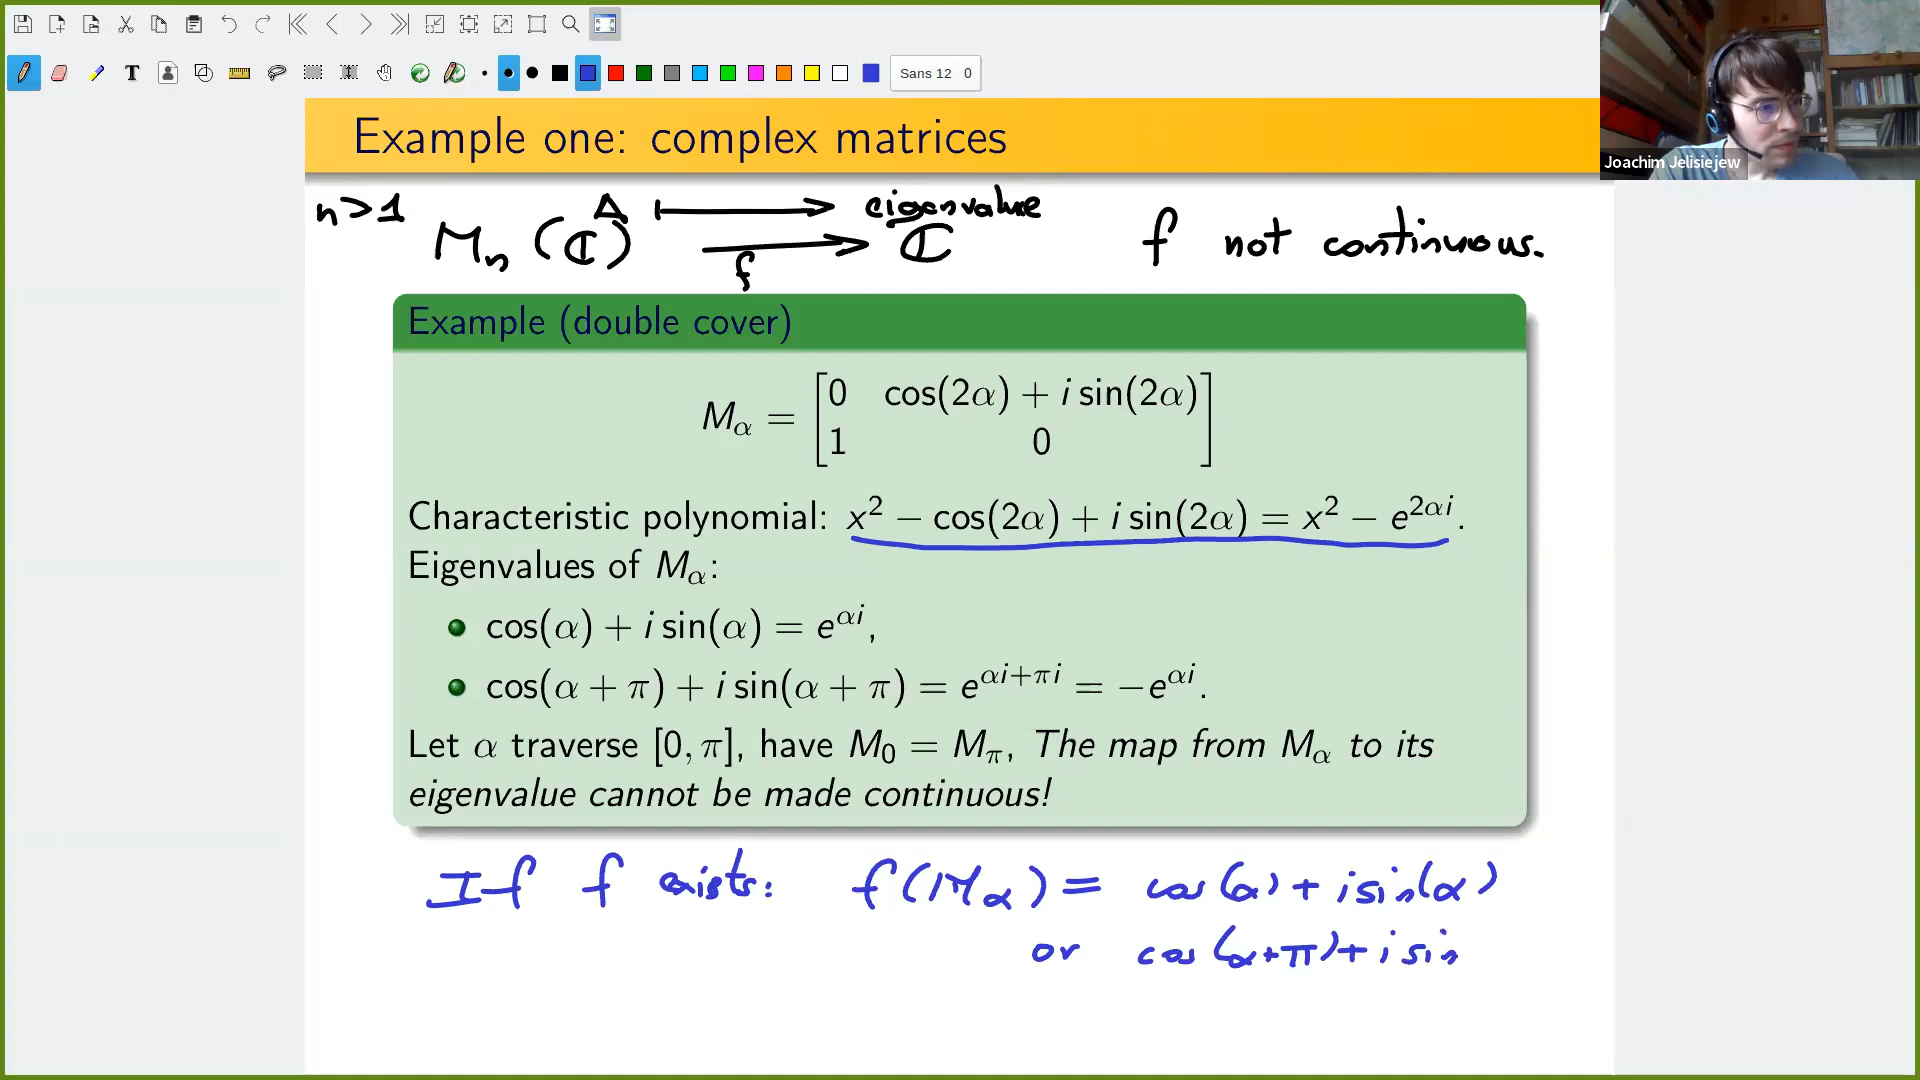 Sans 12 0
Joachim Jelisiejew
Example one: complex matrices
n > 1 A ↦ eigenvalue
Mₙ(ℂ) → ℂ f not continuous.
f
Example (double cover)
M_α = [0 cos(2α) + i sin(2α)
1 0]
Characteristic polynomial: x² − cos(2α) + i sin(2α) = x² − e^{2αi}.
Eigenvalues of M_α:
• cos(α) + i sin(α) = e^{αi},
• cos(α + π) + i sin(α + π) = e^{αi+πi} = −e^{αi}.
Let α traverse [0, π], have M₀ = M_π, The map from M_α to its
eigenvalue cannot be made continuous!
If f exists: f(M_α) = cos(α) + i sin(α)
or cos(α+π) + i sin